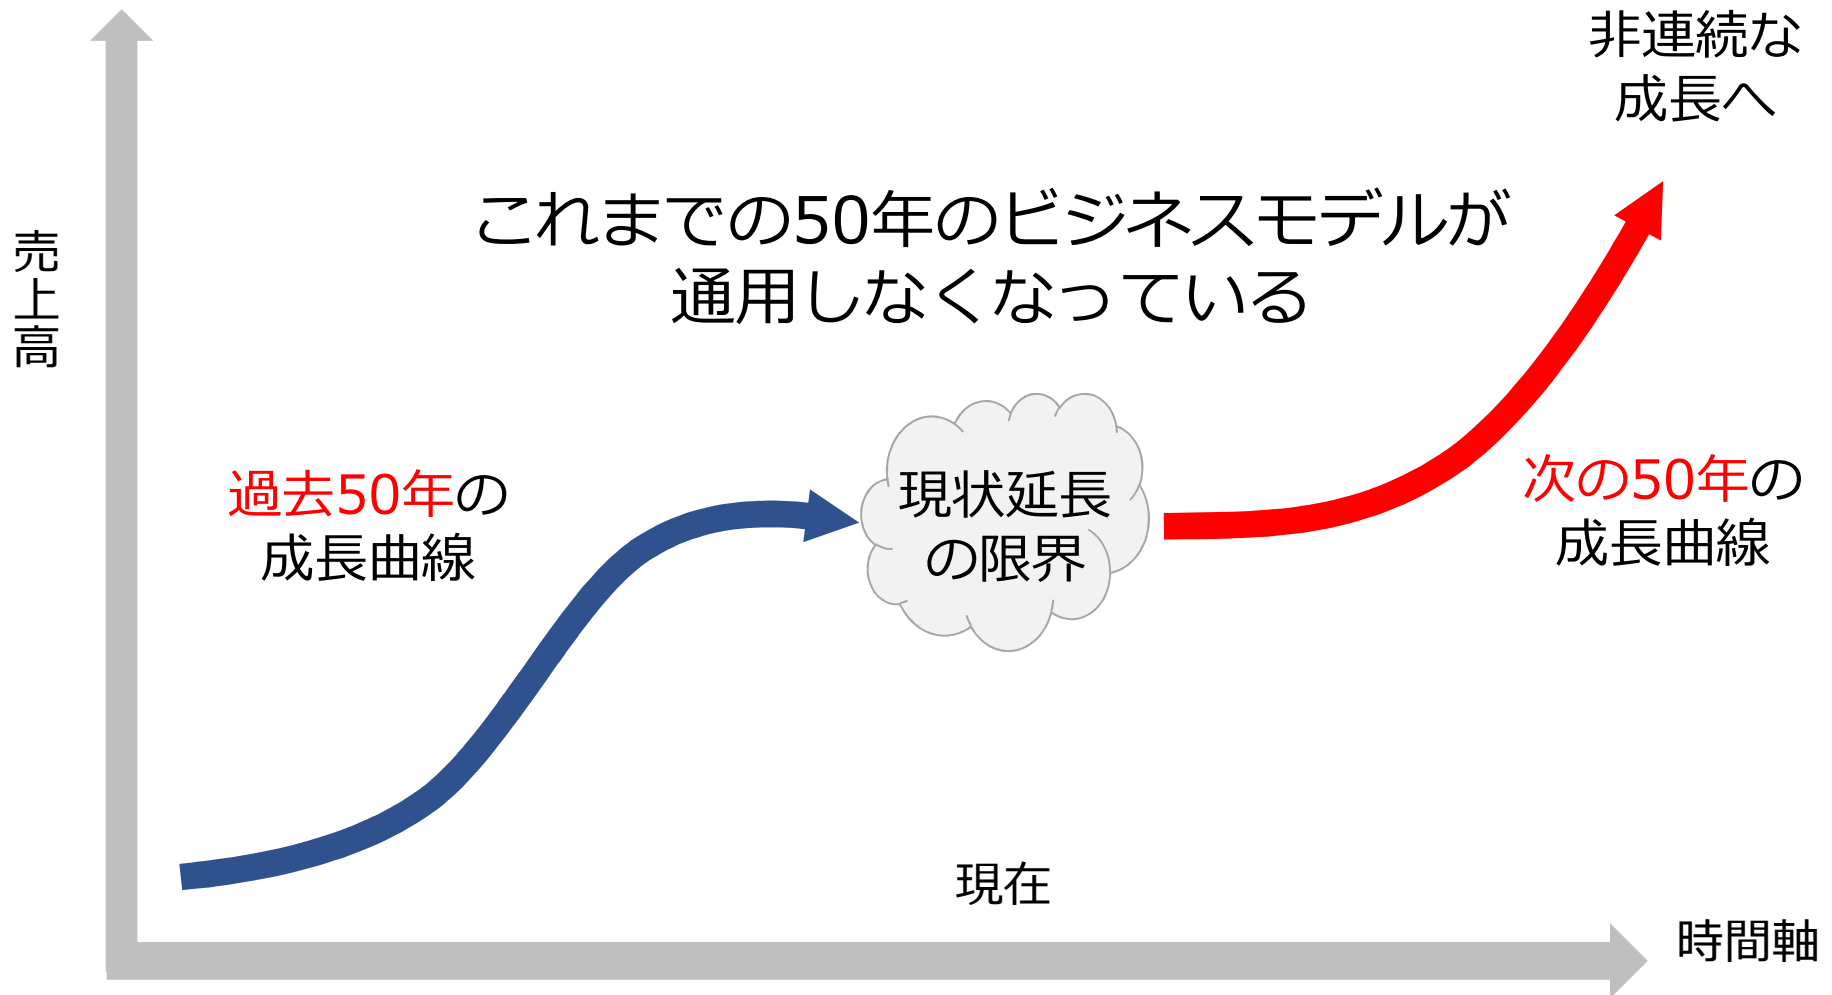 非連続な
成長へ
これまでの50年のビジネスモデルが
通用しなくなっている
売上高
過去50年の
成長曲線
現状延長
の限界
次の50年の
成長曲線
現在
時間軸